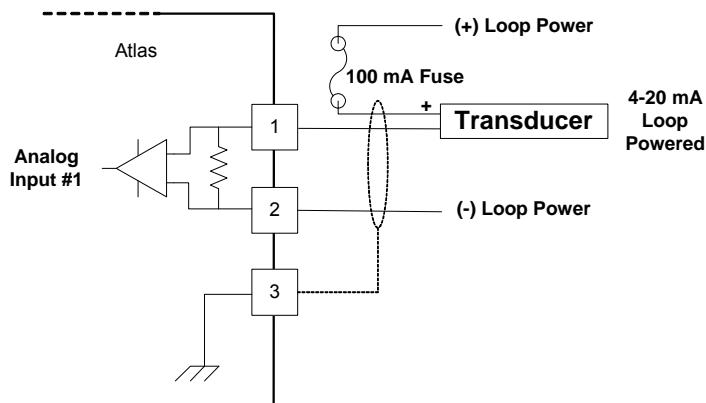 (+) Loop Power
Atlas
100 mA Fuse
+
1
Transducer
4-20 mA
Loop
Powered
Analog
Input #1
2
(-) Loop Power
3